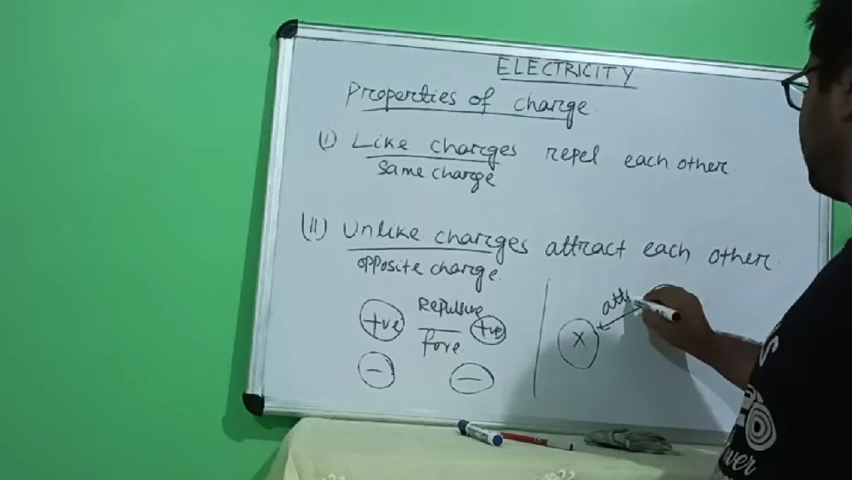 ELECTRICITY
Properties of charge
(I) Like charges repel each other
same charge
(II) Unlike charges attract each other
opposite charge
+ve Repulsive +ve
force
− −
att
X